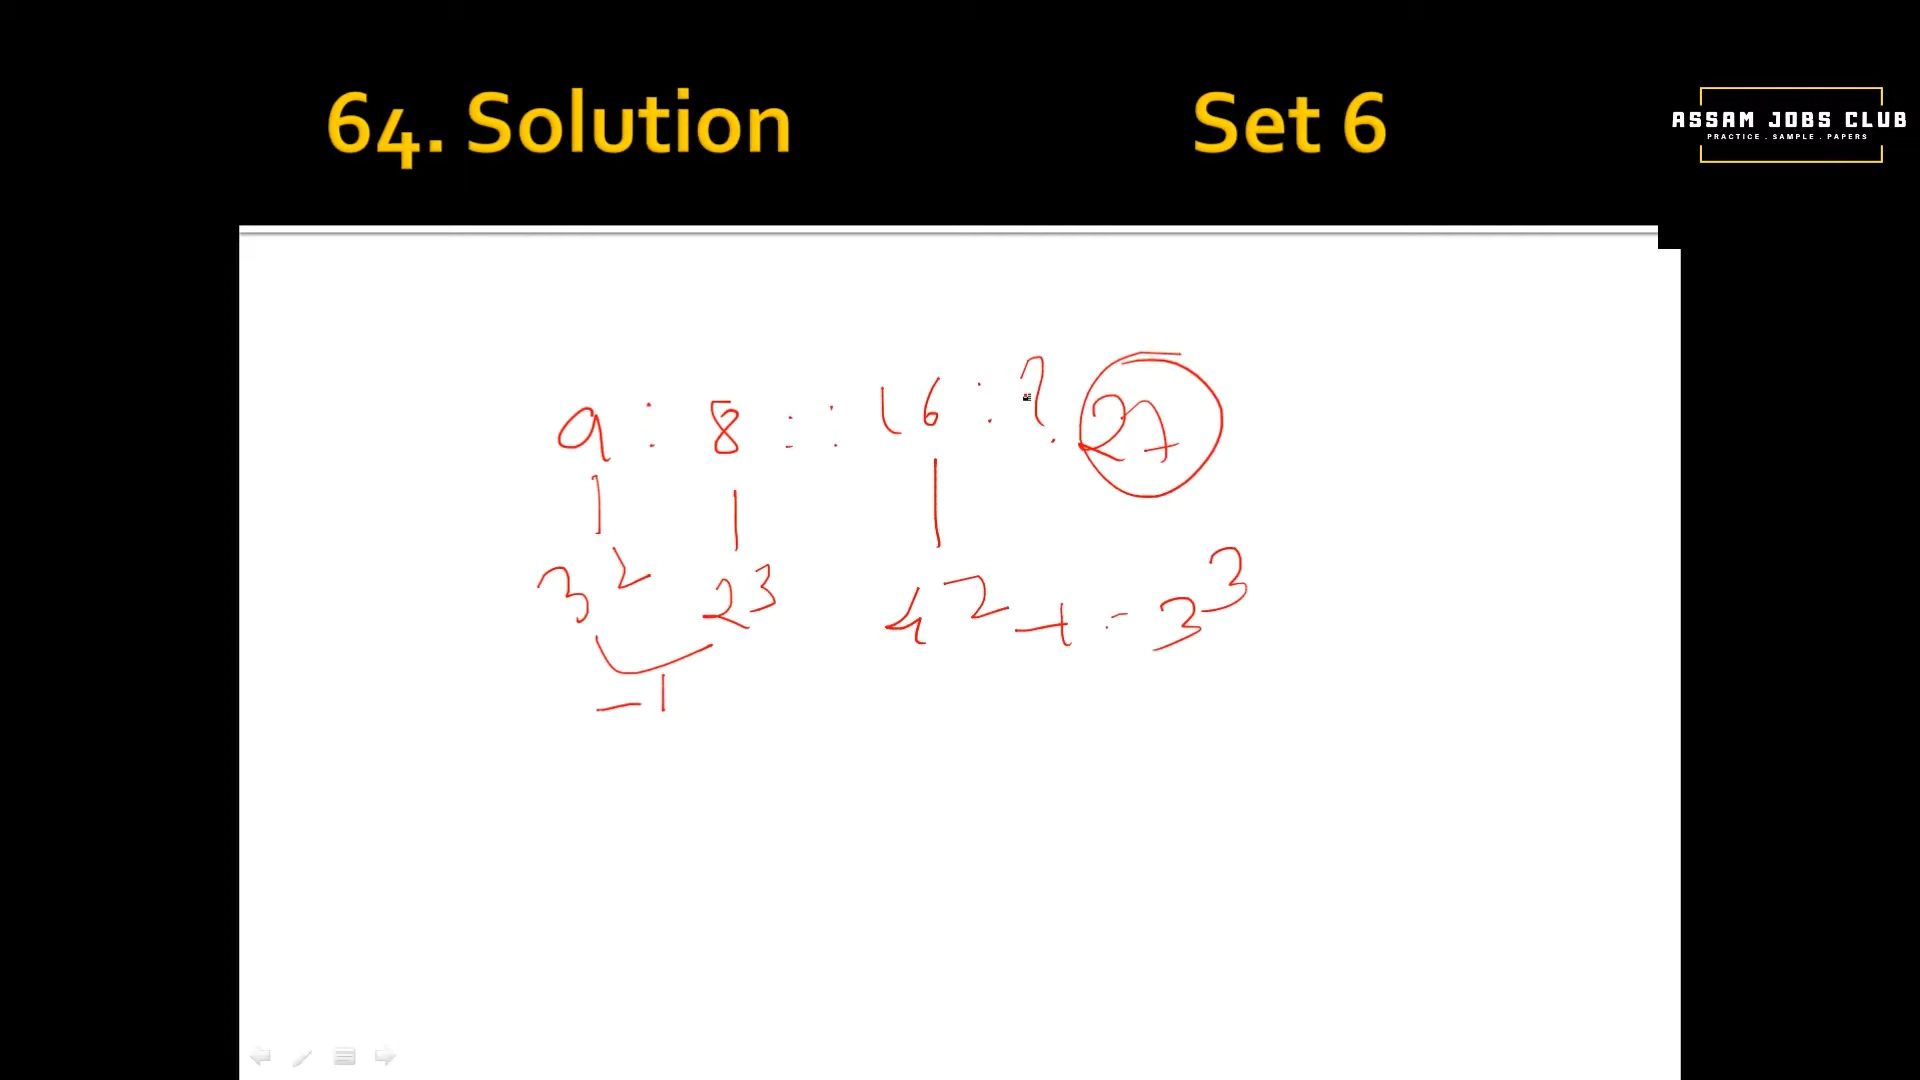 64. Solution
Set 6
ASSAM JOBS CLUB
PRACTICE . SAMPLE . PAPERS
9 : 8 :: 16 : ? 27
3² 2³ 4² -1 = 3³
-1